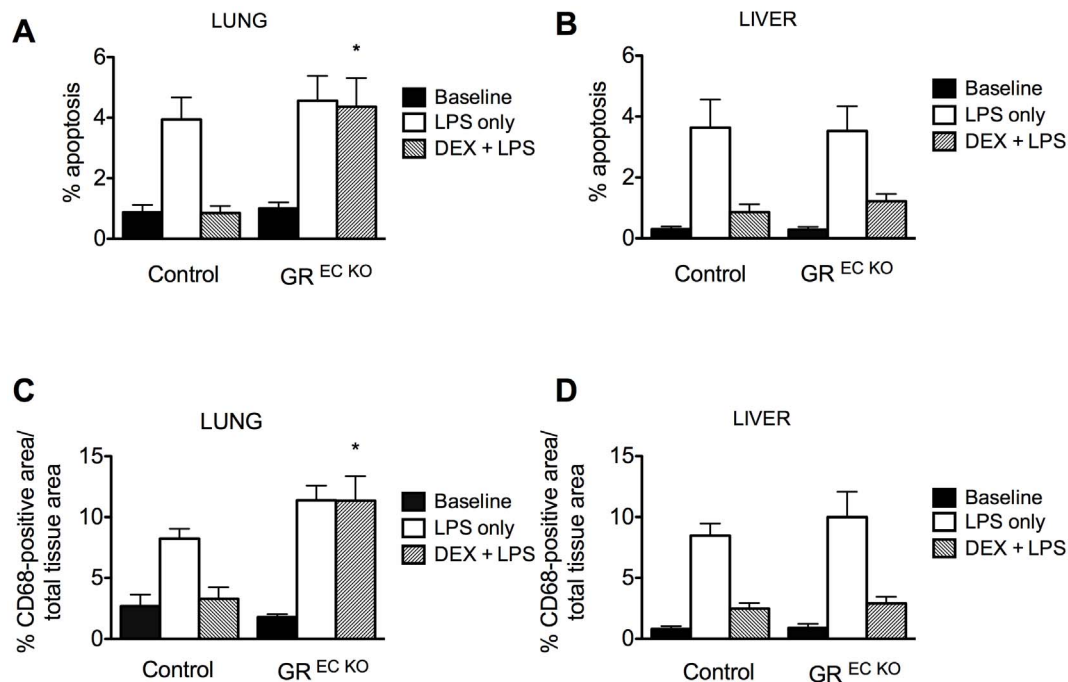 A
LUNG
% apoptosis
6
4
2
0
*
Control
GR EC KO
Baseline
LPS only
DEX + LPS
B
LIVER
% apoptosis
6
4
2
0
Control
GR EC KO
Baseline
LPS only
DEX + LPS
C
LUNG
% CD68-positive area/
total tissue area
15
10
5
0
*
Control
GR EC KO
Baseline
LPS only
DEX + LPS
D
LIVER
% CD68-positive area/
total tissue area
15
10
5
0
Control
GR EC KO
Baseline
LPS only
DEX + LPS